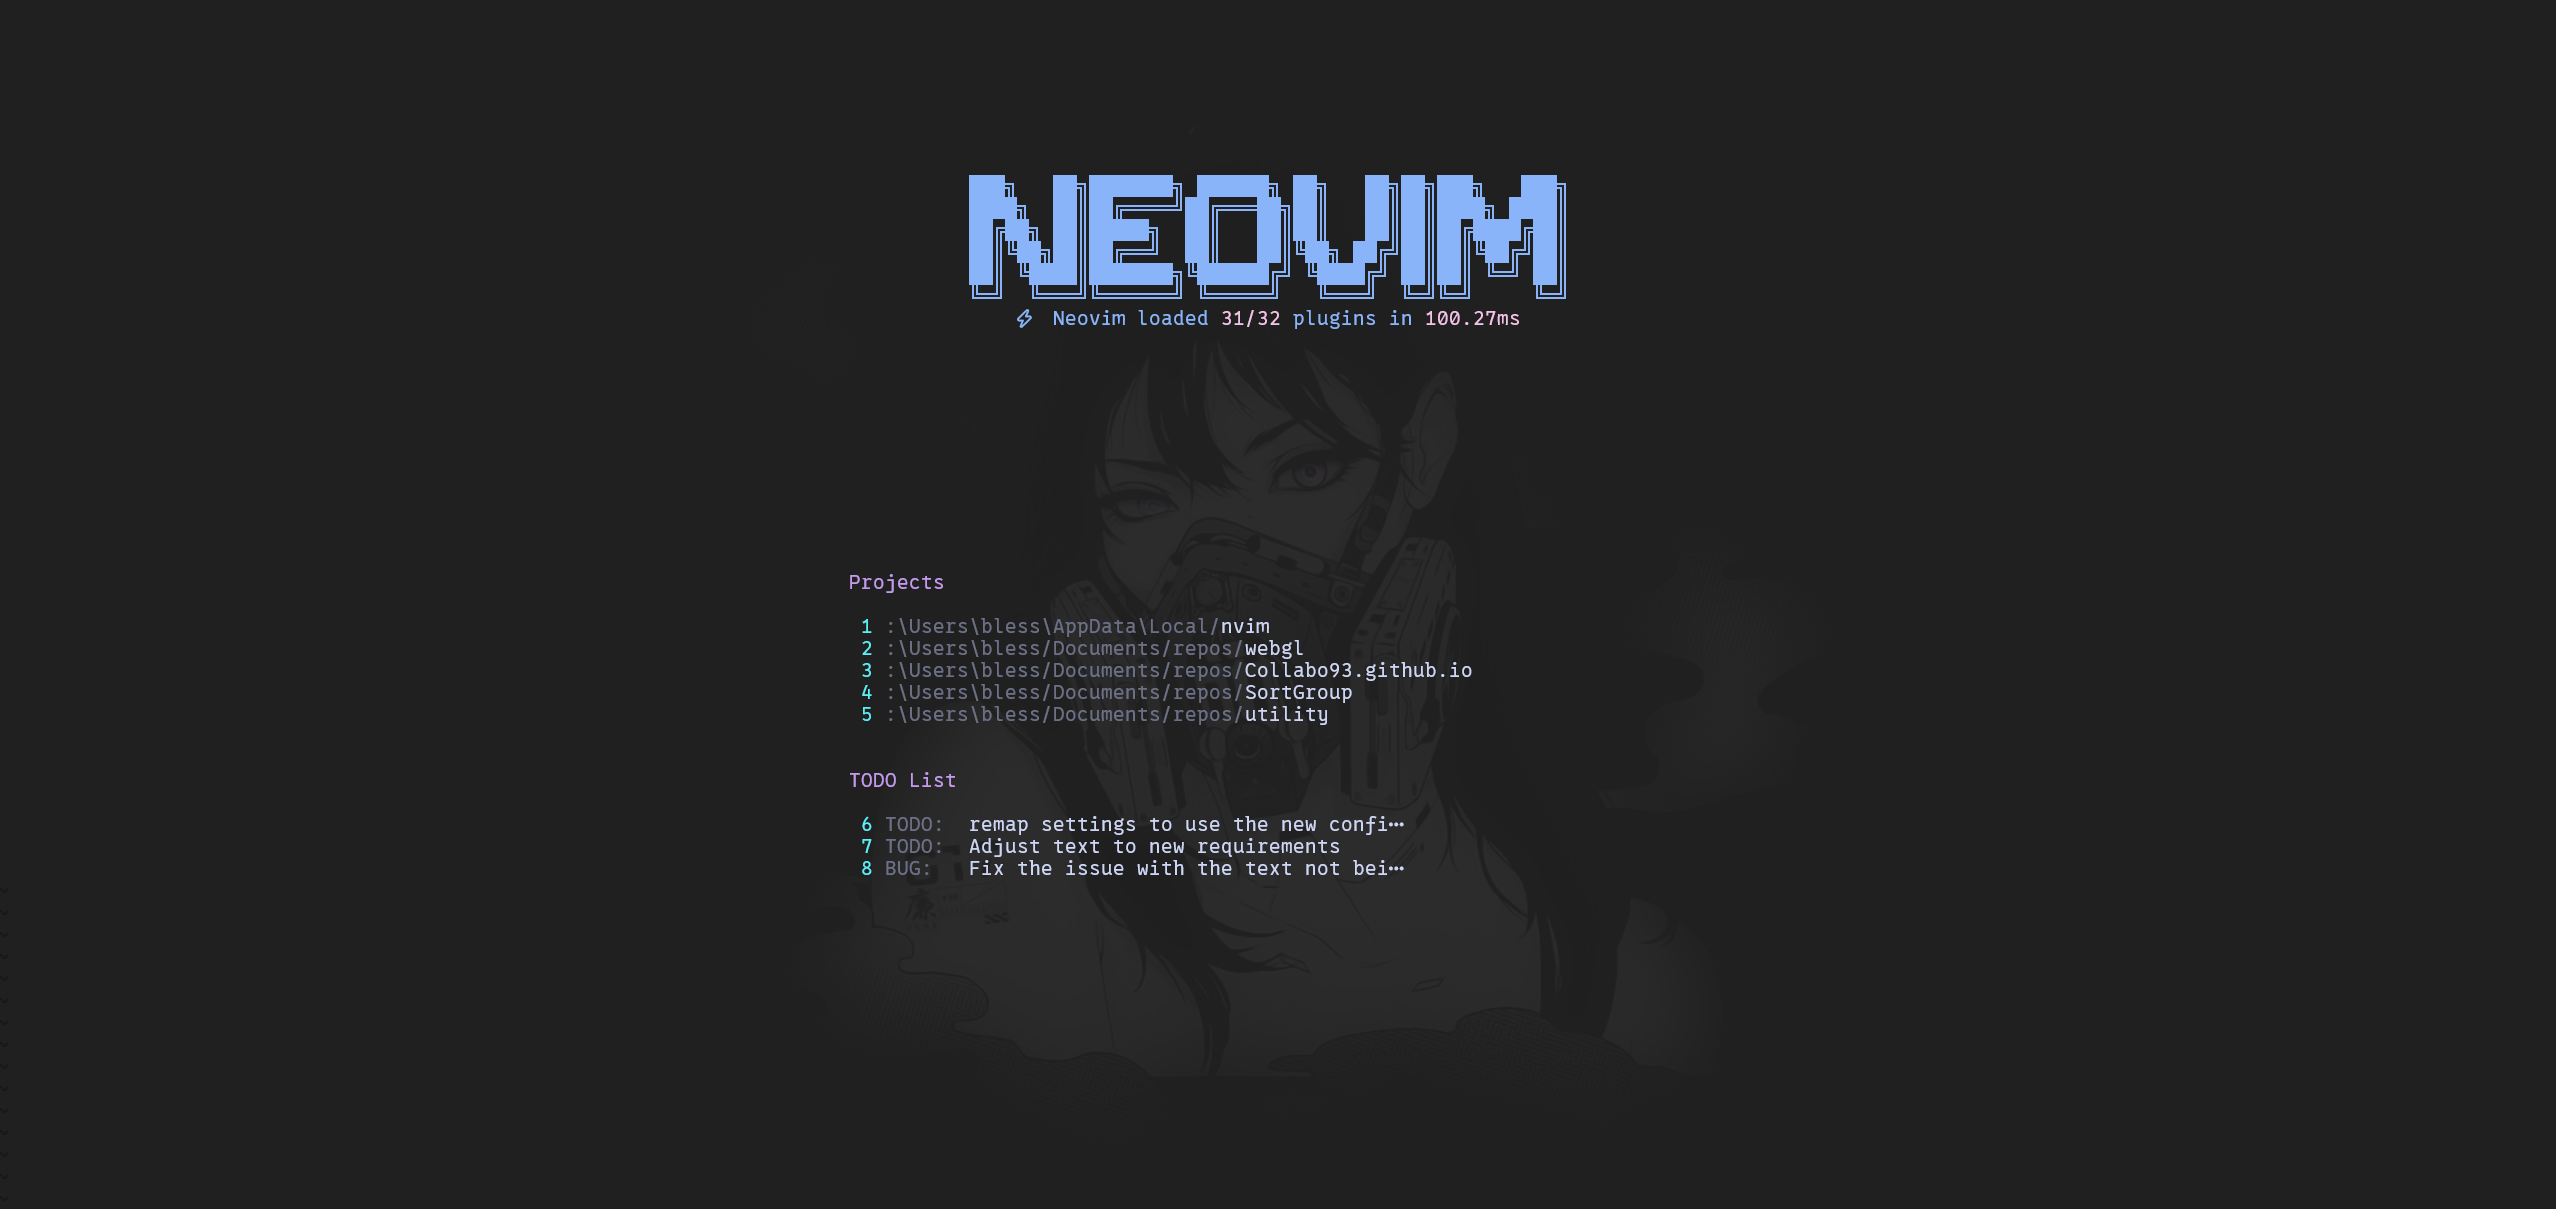 NEOVIM
Neovim loaded 31/32 plugins in 100.27ms
Projects
1 :\Users\bless\AppData\Local/nvim
2 :\Users\bless/Documents/repos/webgl
3 :\Users\bless/Documents/repos/Collabo93.github.io
4 :\Users\bless/Documents/repos/SortGroup
5 :\Users\bless/Documents/repos/utility
TODO List
6 TODO: remap settings to use the new confi…
7 TODO: Adjust text to new requirements
8 BUG: Fix the issue with the text not bei…